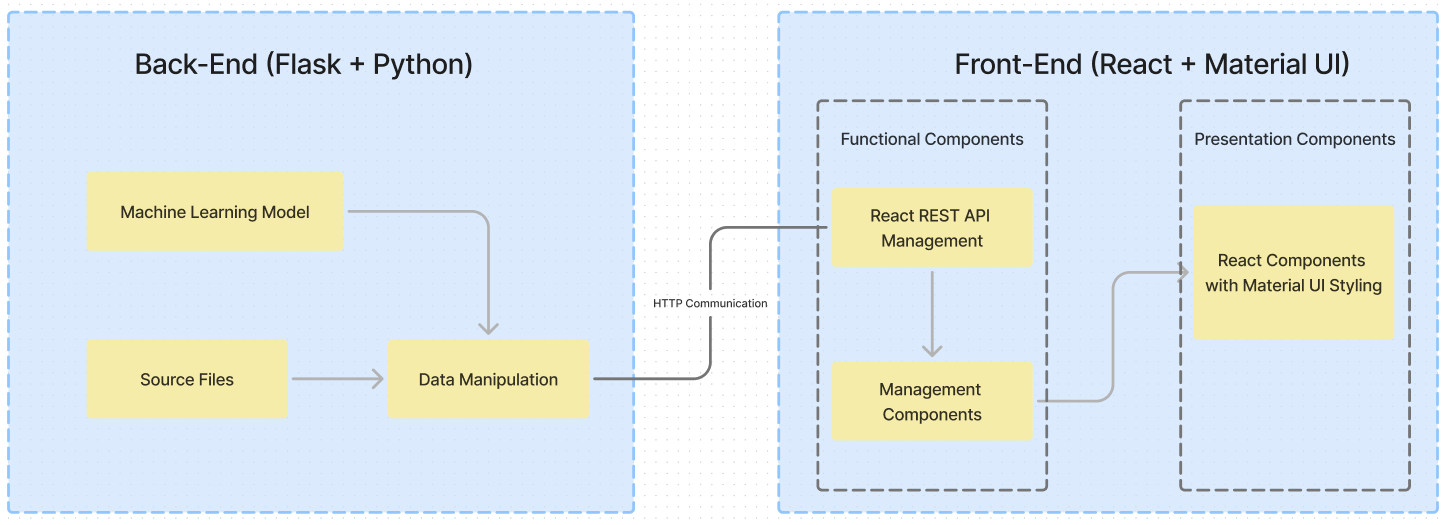 Back-End (Flask + Python)
Machine Learning Model
Source Files
Data Manipulation
HTTP Communication
Front-End (React + Material UI)
Functional Components
React REST API
Management
Management
Components
Presentation Components
React Components
with Material UI Styling